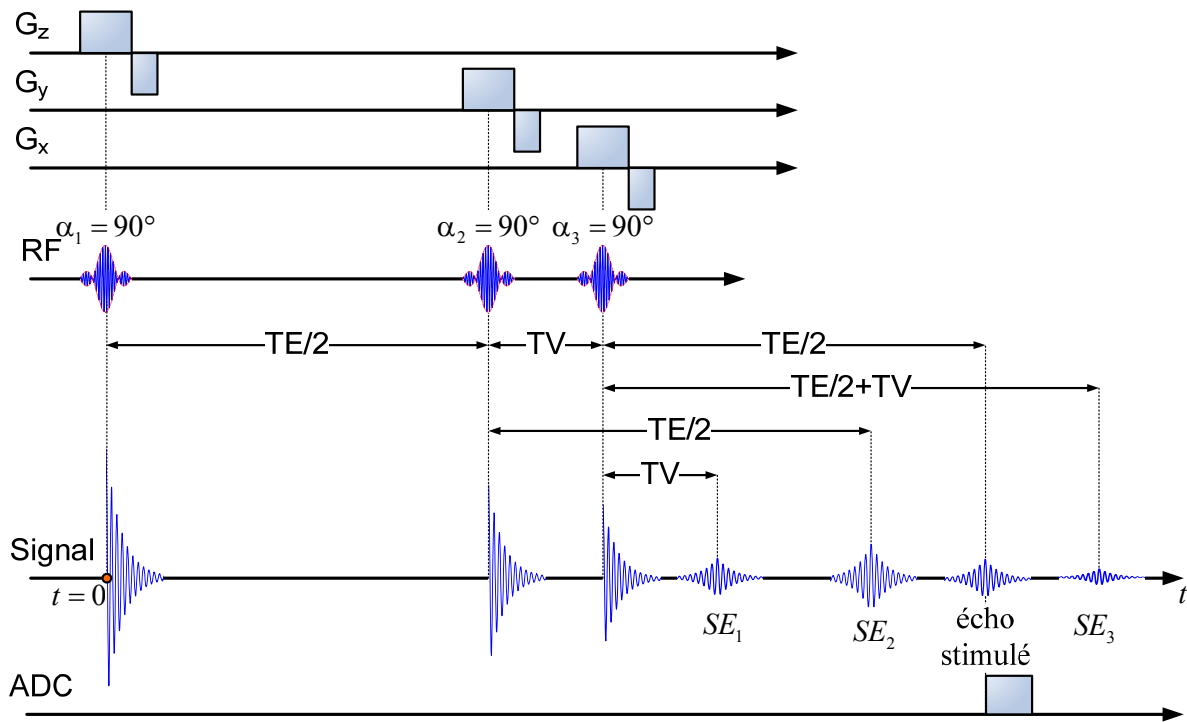 Gz
Gy
Gx
α1 = 90° α2 = 90° α3 = 90°
RF
TE/2 TV TE/2
TE/2+TV
TE/2
TV
Signal
t = 0
t
SE1 SE2 écho stimulé SE3
ADC